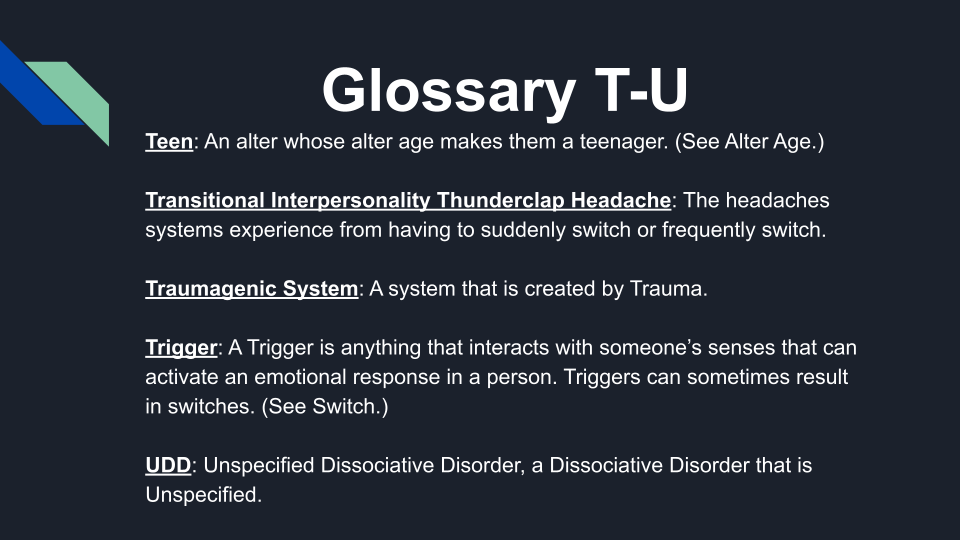 Glossary T-U
Teen: An alter whose alter age makes them a teenager. (See Alter Age.)
Transitional Interpersonality Thunderclap Headache: The headaches
systems experience from having to suddenly switch or frequently switch.
Traumagenic System: A system that is created by Trauma.
Trigger: A Trigger is anything that interacts with someone’s senses that can
activate an emotional response in a person. Triggers can sometimes result
in switches. (See Switch.)
UDD: Unspecified Dissociative Disorder, a Dissociative Disorder that is
Unspecified.